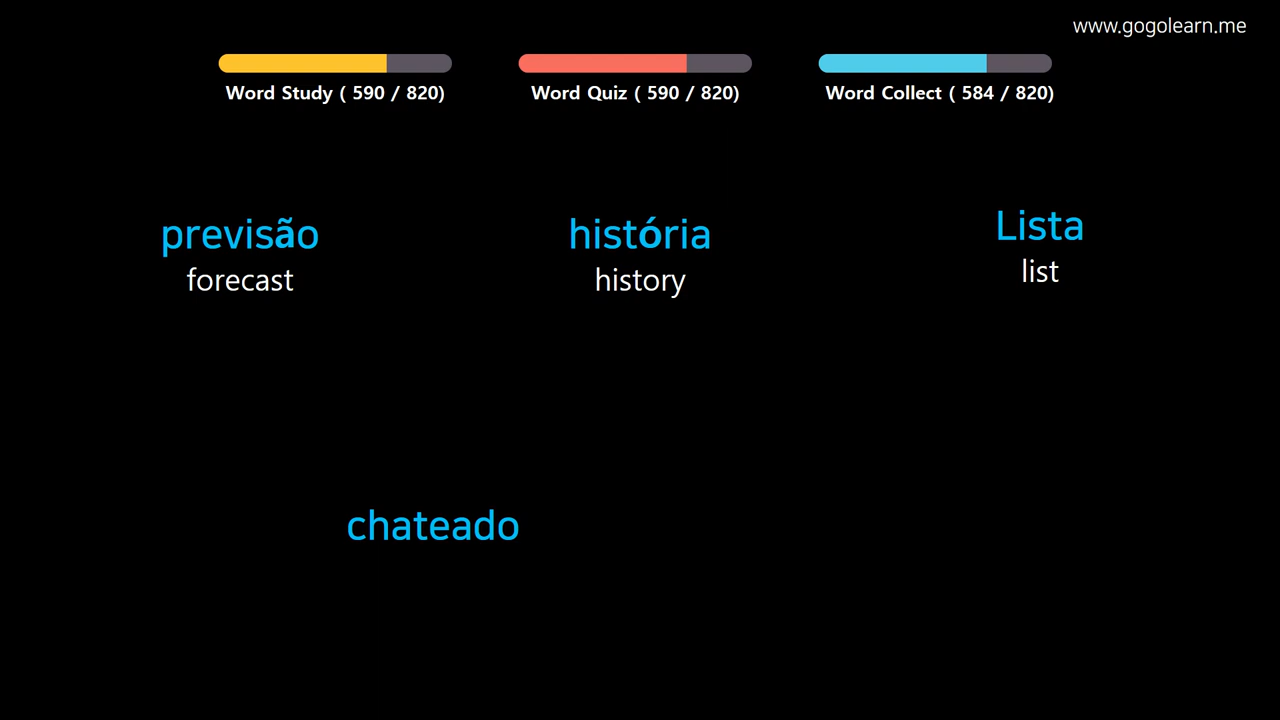 www.gogolearn.me
Word Study ( 590 / 820)
Word Quiz ( 590 / 820)
Word Collect ( 584 / 820)
previsão
forecast
história
history
Lista
list
chateado